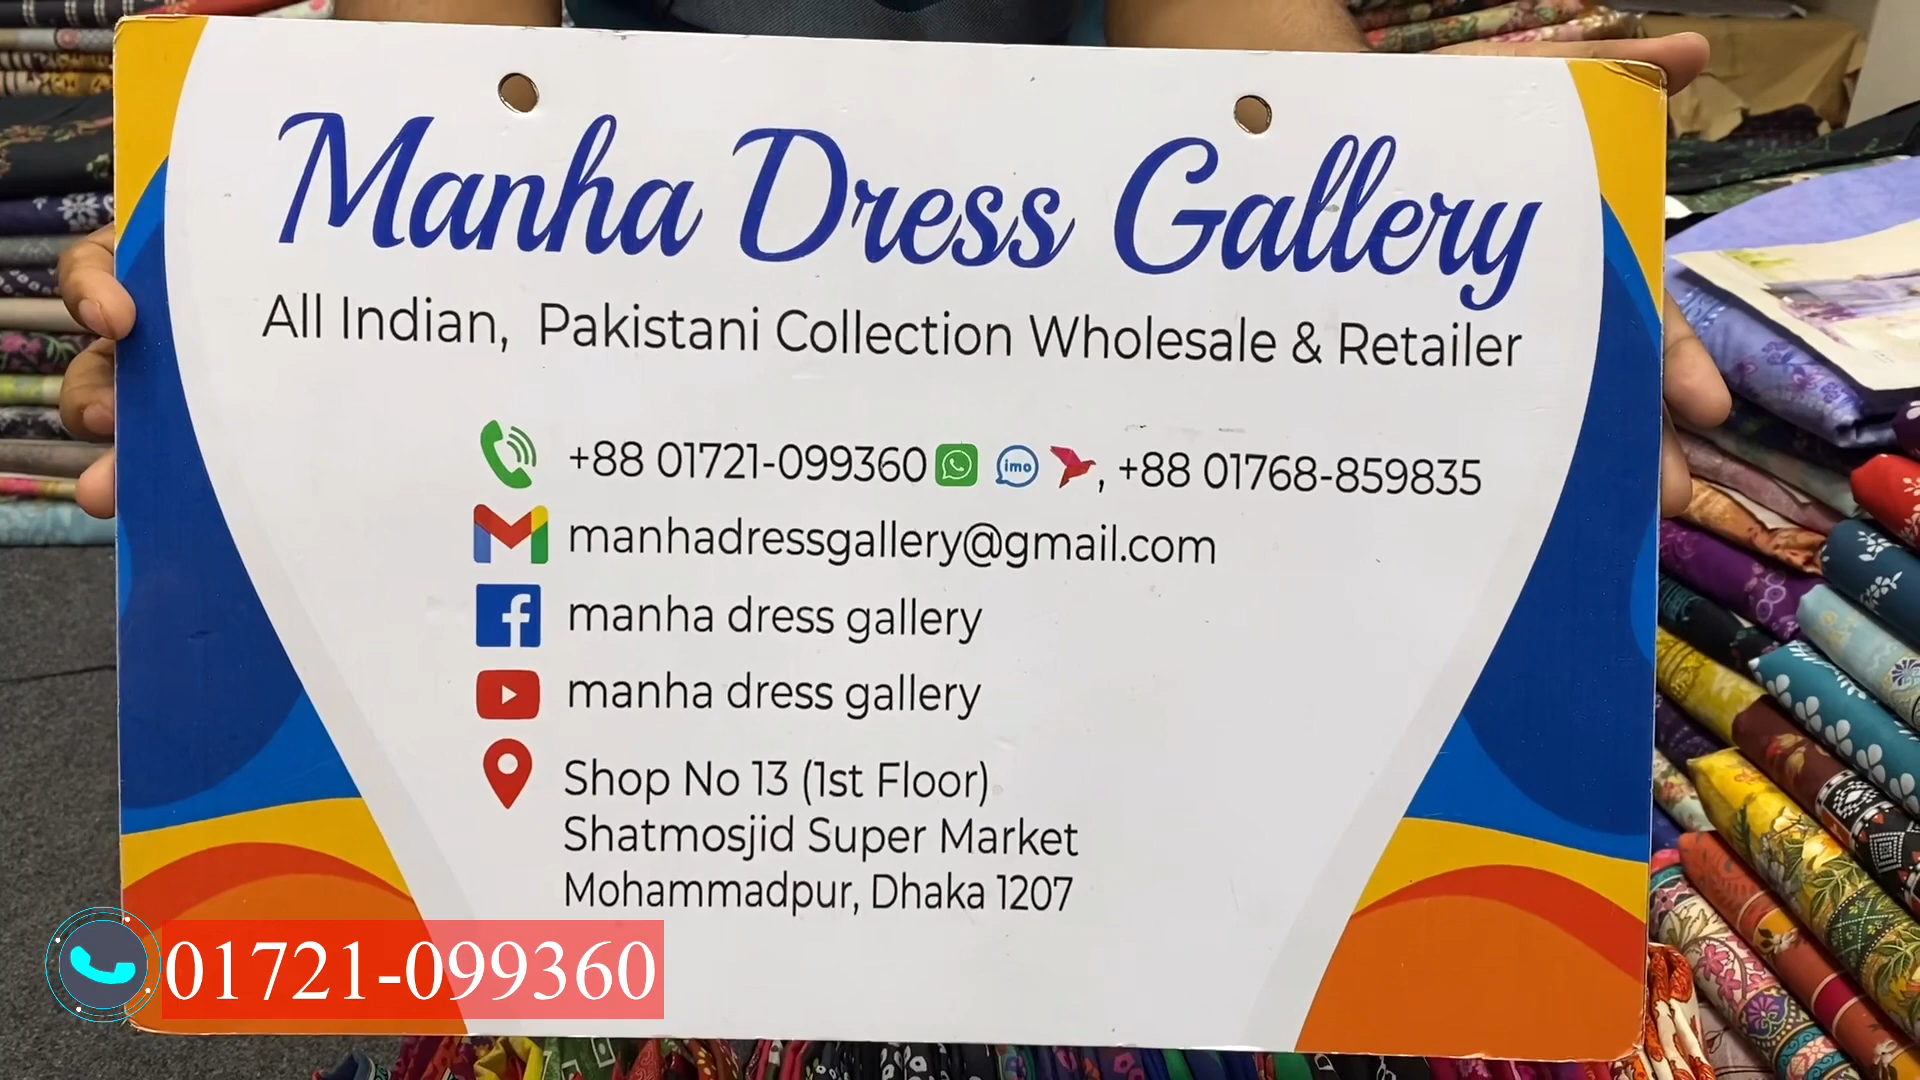 Manha Dress Gallery
All Indian, Pakistani Collection Wholesale & Retailer
+88 01721-099360 imo, +88 01768-859835
manhadressgallery@gmail.com
manha dress gallery
manha dress gallery
Shop No 13 (1st Floor)
Shatmosjid Super Market
Mohammadpur, Dhaka 1207
01721-099360